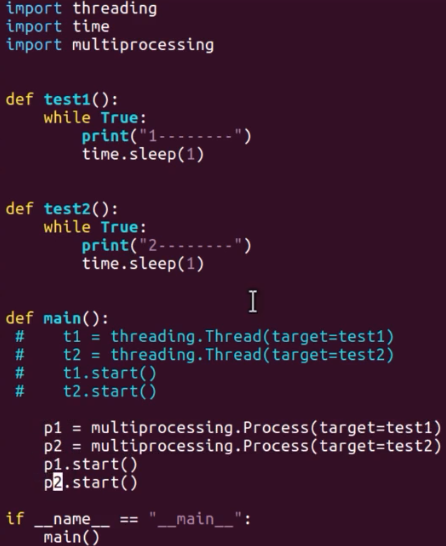 import threading
import time
import multiprocessing
def test1():
    while True:
        print("1--------")
        time.sleep(1)
def test2():
    while True:
        print("2--------")
        time.sleep(1)
def main():
 #    t1 = threading.Thread(target=test1)
 #    t2 = threading.Thread(target=test2)
 #    t1.start()
 #    t2.start()
    p1 = multiprocessing.Process(target=test1)
    p2 = multiprocessing.Process(target=test2)
    p1.start()
    p2.start()
if __name__ == "__main__":
    main()